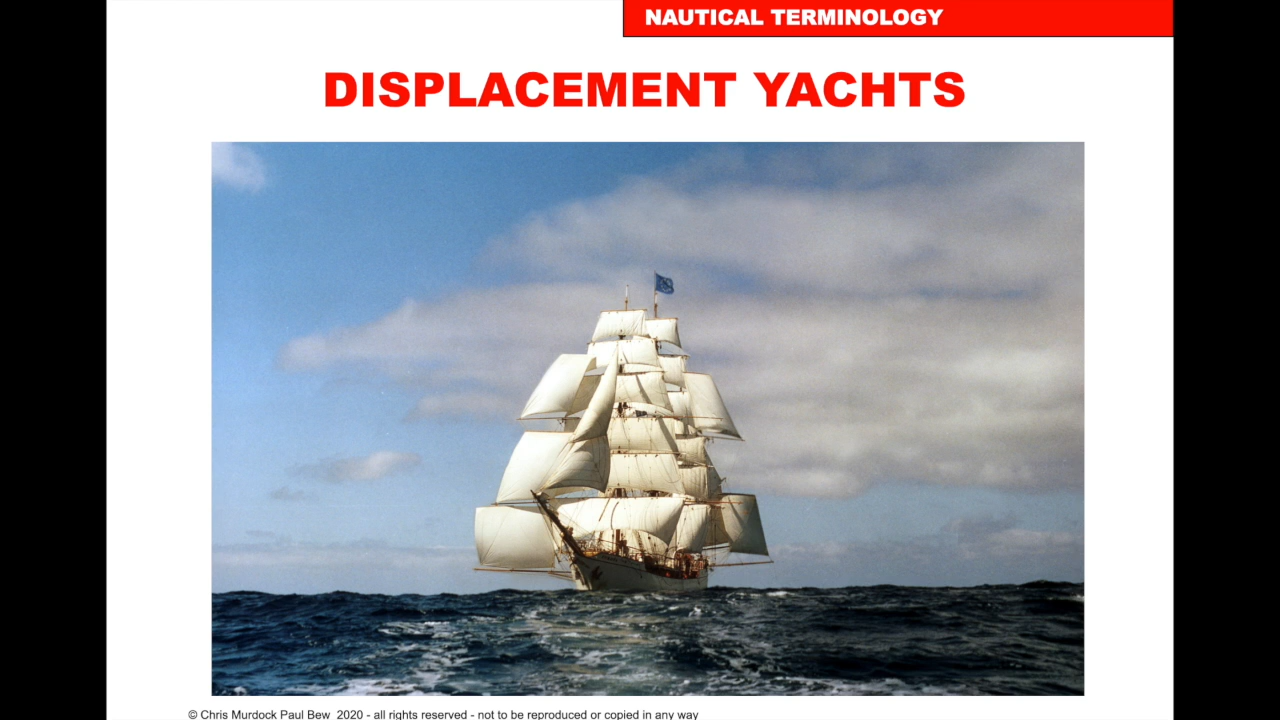 NAUTICAL TERMINOLOGY
DISPLACEMENT YACHTS
© Chris Murdock Paul Bew 2020 - all rights reserved - not to be reproduced or copied in any way